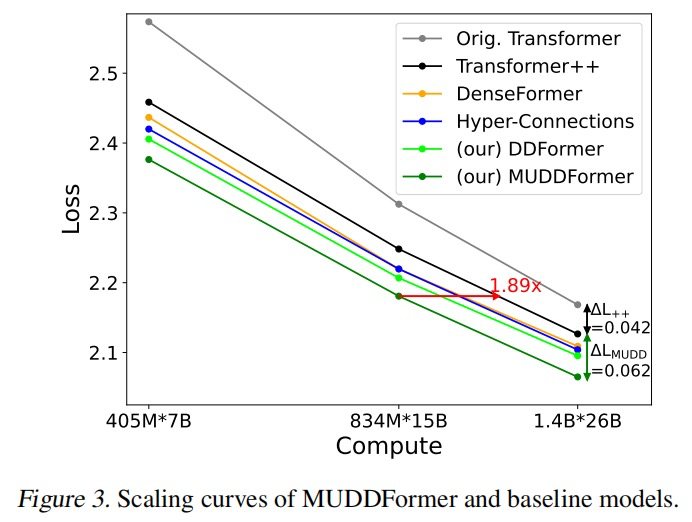 Orig. Transformer
Transformer++
DenseFormer
Hyper-Connections
(our) DDFormer
(our) MUDDFormer
Loss
2.5
2.4
2.3
2.2
2.1
1.89x
ΔL++
=0.042
ΔLMUDD
=0.062
405M*7B 834M*15B 1.4B*26B
Compute
Figure 3. Scaling curves of MUDDFormer and baseline models.